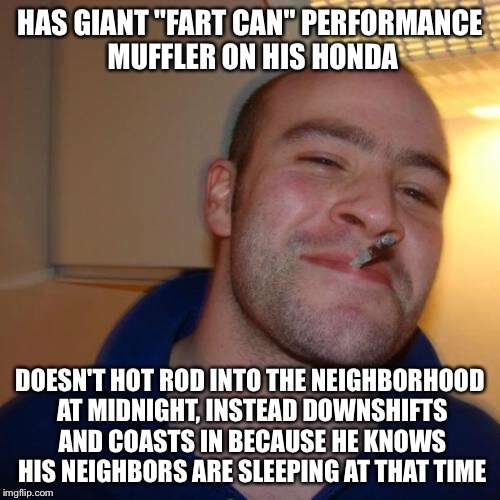 HAS GIANT "FART CAN" PERFORMANCE
MUFFLER ON HIS HONDA
DOESN'T HOT ROD INTO THE NEIGHBORHOOD
AT MIDNIGHT, INSTEAD DOWNSHIFTS
AND COASTS IN BECAUSE HE KNOWS
HIS NEIGHBORS ARE SLEEPING AT THAT TIME
imgflip.com